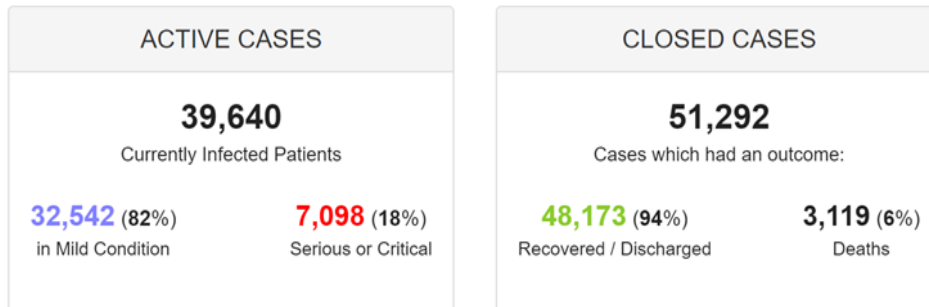 ACTIVE CASES
39,640
Currently Infected Patients
32,542 (82%)
in Mild Condition
7,098 (18%)
Serious or Critical
CLOSED CASES
51,292
Cases which had an outcome:
48,173 (94%)
Recovered / Discharged
3,119 (6%)
Deaths